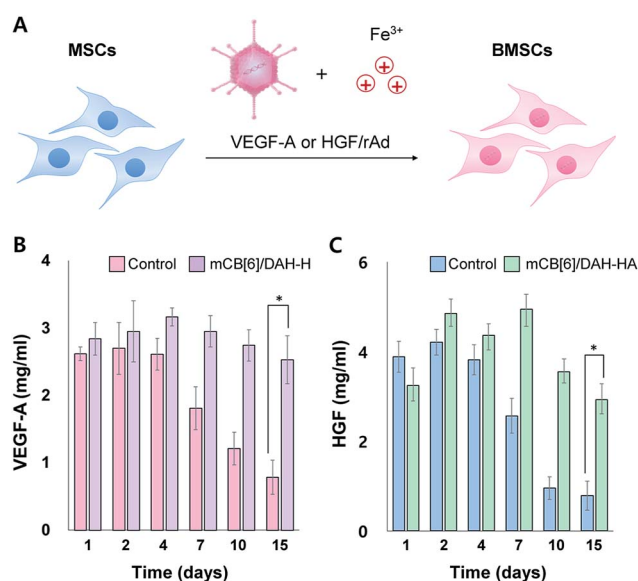 A
MSCs
Fe³⁺
BMSCs
+
+ + +
VEGF-A or HGF/rAd
B
Control mCB[6]/DAH-H
*
VEGF-A (mg/ml)
4
3
2
1
0
1 2 4 7 10 15
Time (days)
C
Control mCB[6]/DAH-HA
*
HGF (mg/ml)
6
4
2
0
1 2 4 7 10 15
Time (days)